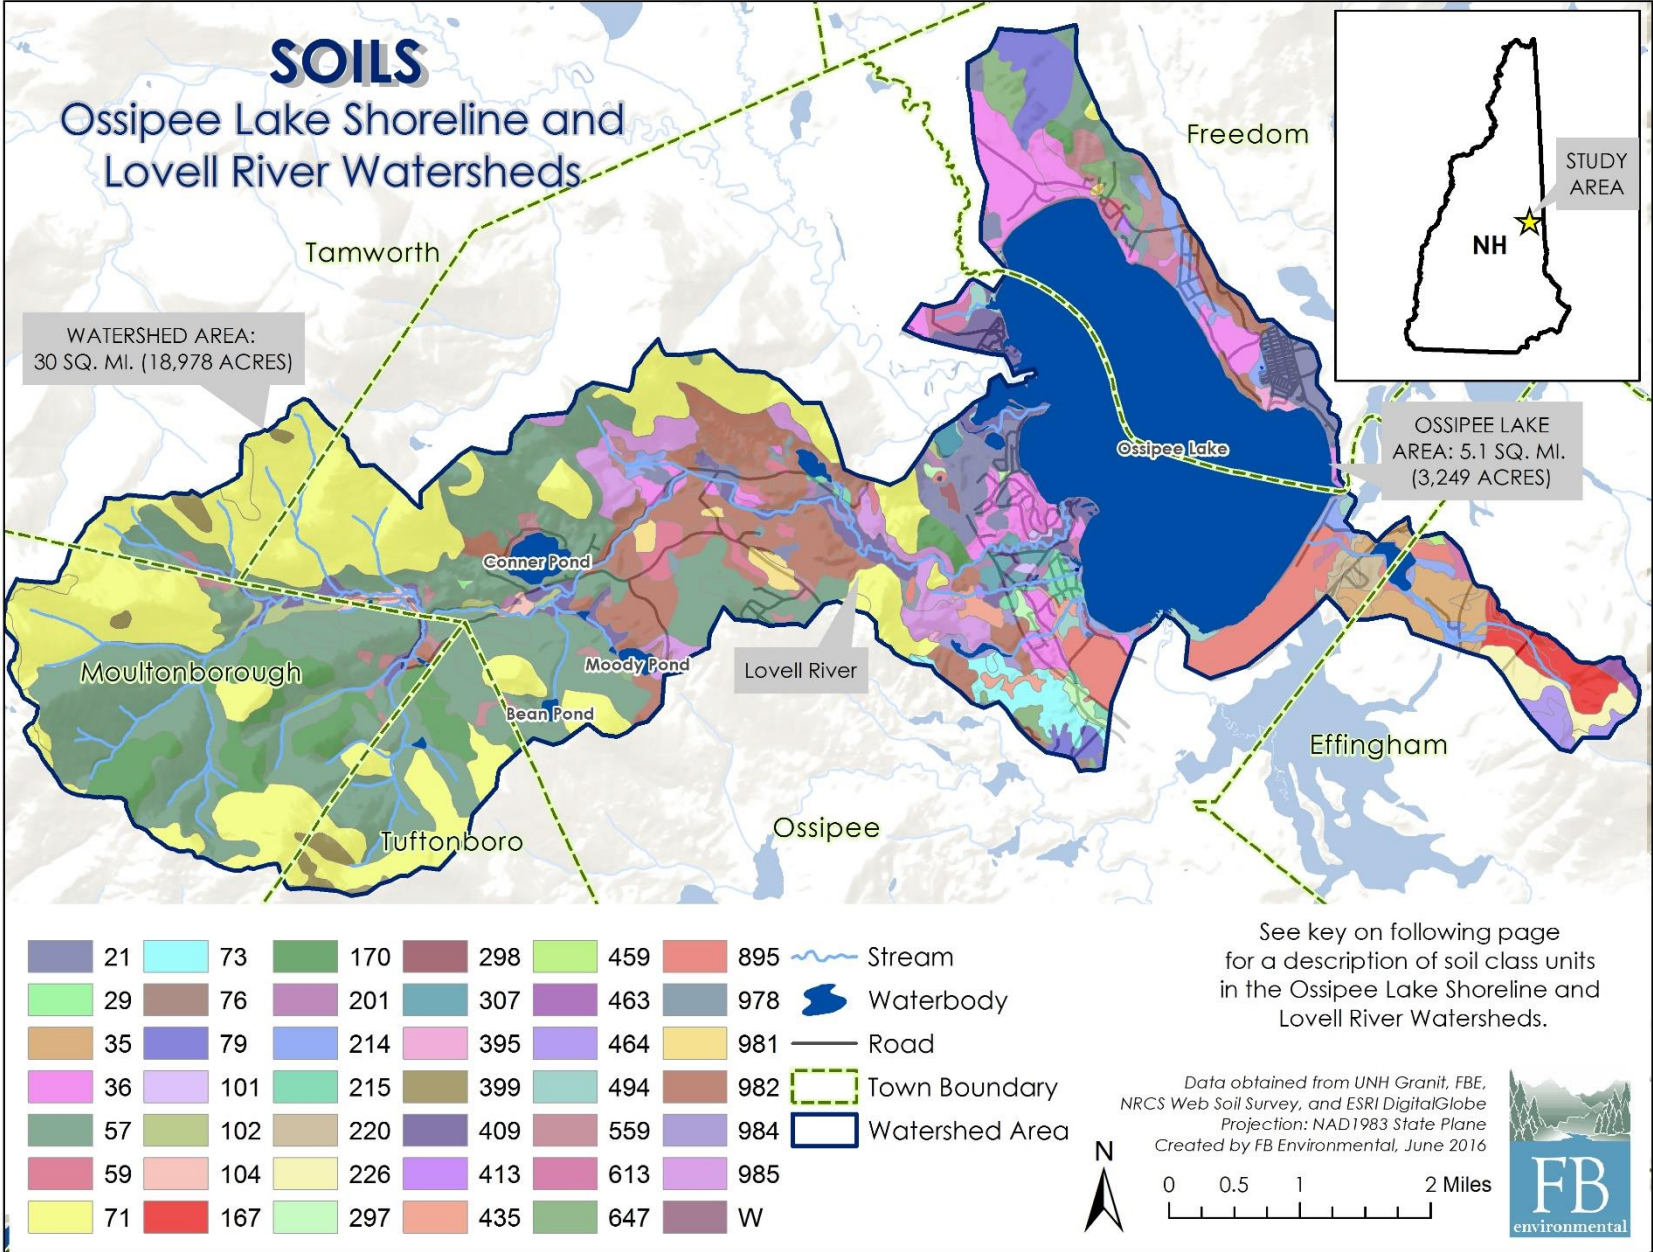 SOILS
Ossipee Lake Shoreline and
Lovell River Watersheds
Tamworth
Freedom
STUDY
AREA
NH
WATERSHED AREA:
30 SQ. MI. (18,978 ACRES)
OSSIPEE LAKE
AREA: 5.1 SQ. MI.
(3,249 ACRES)
Ossipee Lake
Conner Pond
Moody Pond
Lovell River
Moultonborough
Bean Pond
Effingham
Tuftonboro
Ossipee
21 73 170 298 459 895 Stream
29 76 201 307 463 978 Waterbody
35 79 214 395 464 981 Road
36 101 215 399 494 982 Town Boundary
57 102 220 409 559 984 Watershed Area
59 104 226 413 613 985
71 167 297 435 647 W
See key on following page
for a description of soil class units
in the Ossipee Lake Shoreline and
Lovell River Watersheds.
Data obtained from UNH Granit, FBE,
NRCS Web Soil Survey, and ESRI DigitalGlobe
Projection: NAD1983 State Plane
Created by FB Environmental, June 2016
N
0 0.5 1 2 Miles
FB
environmental